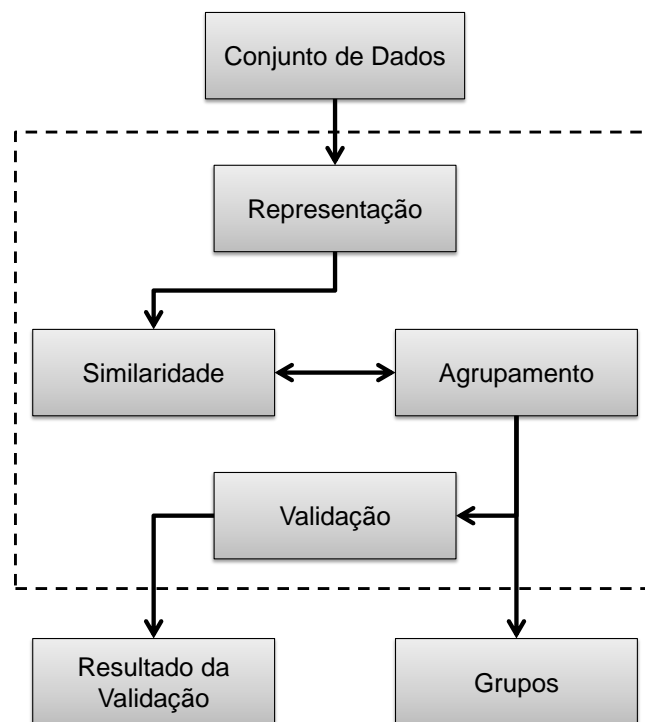 Conjunto de Dados
Representação
Similaridade
Agrupamento
Validação
Resultado da
Validação
Grupos